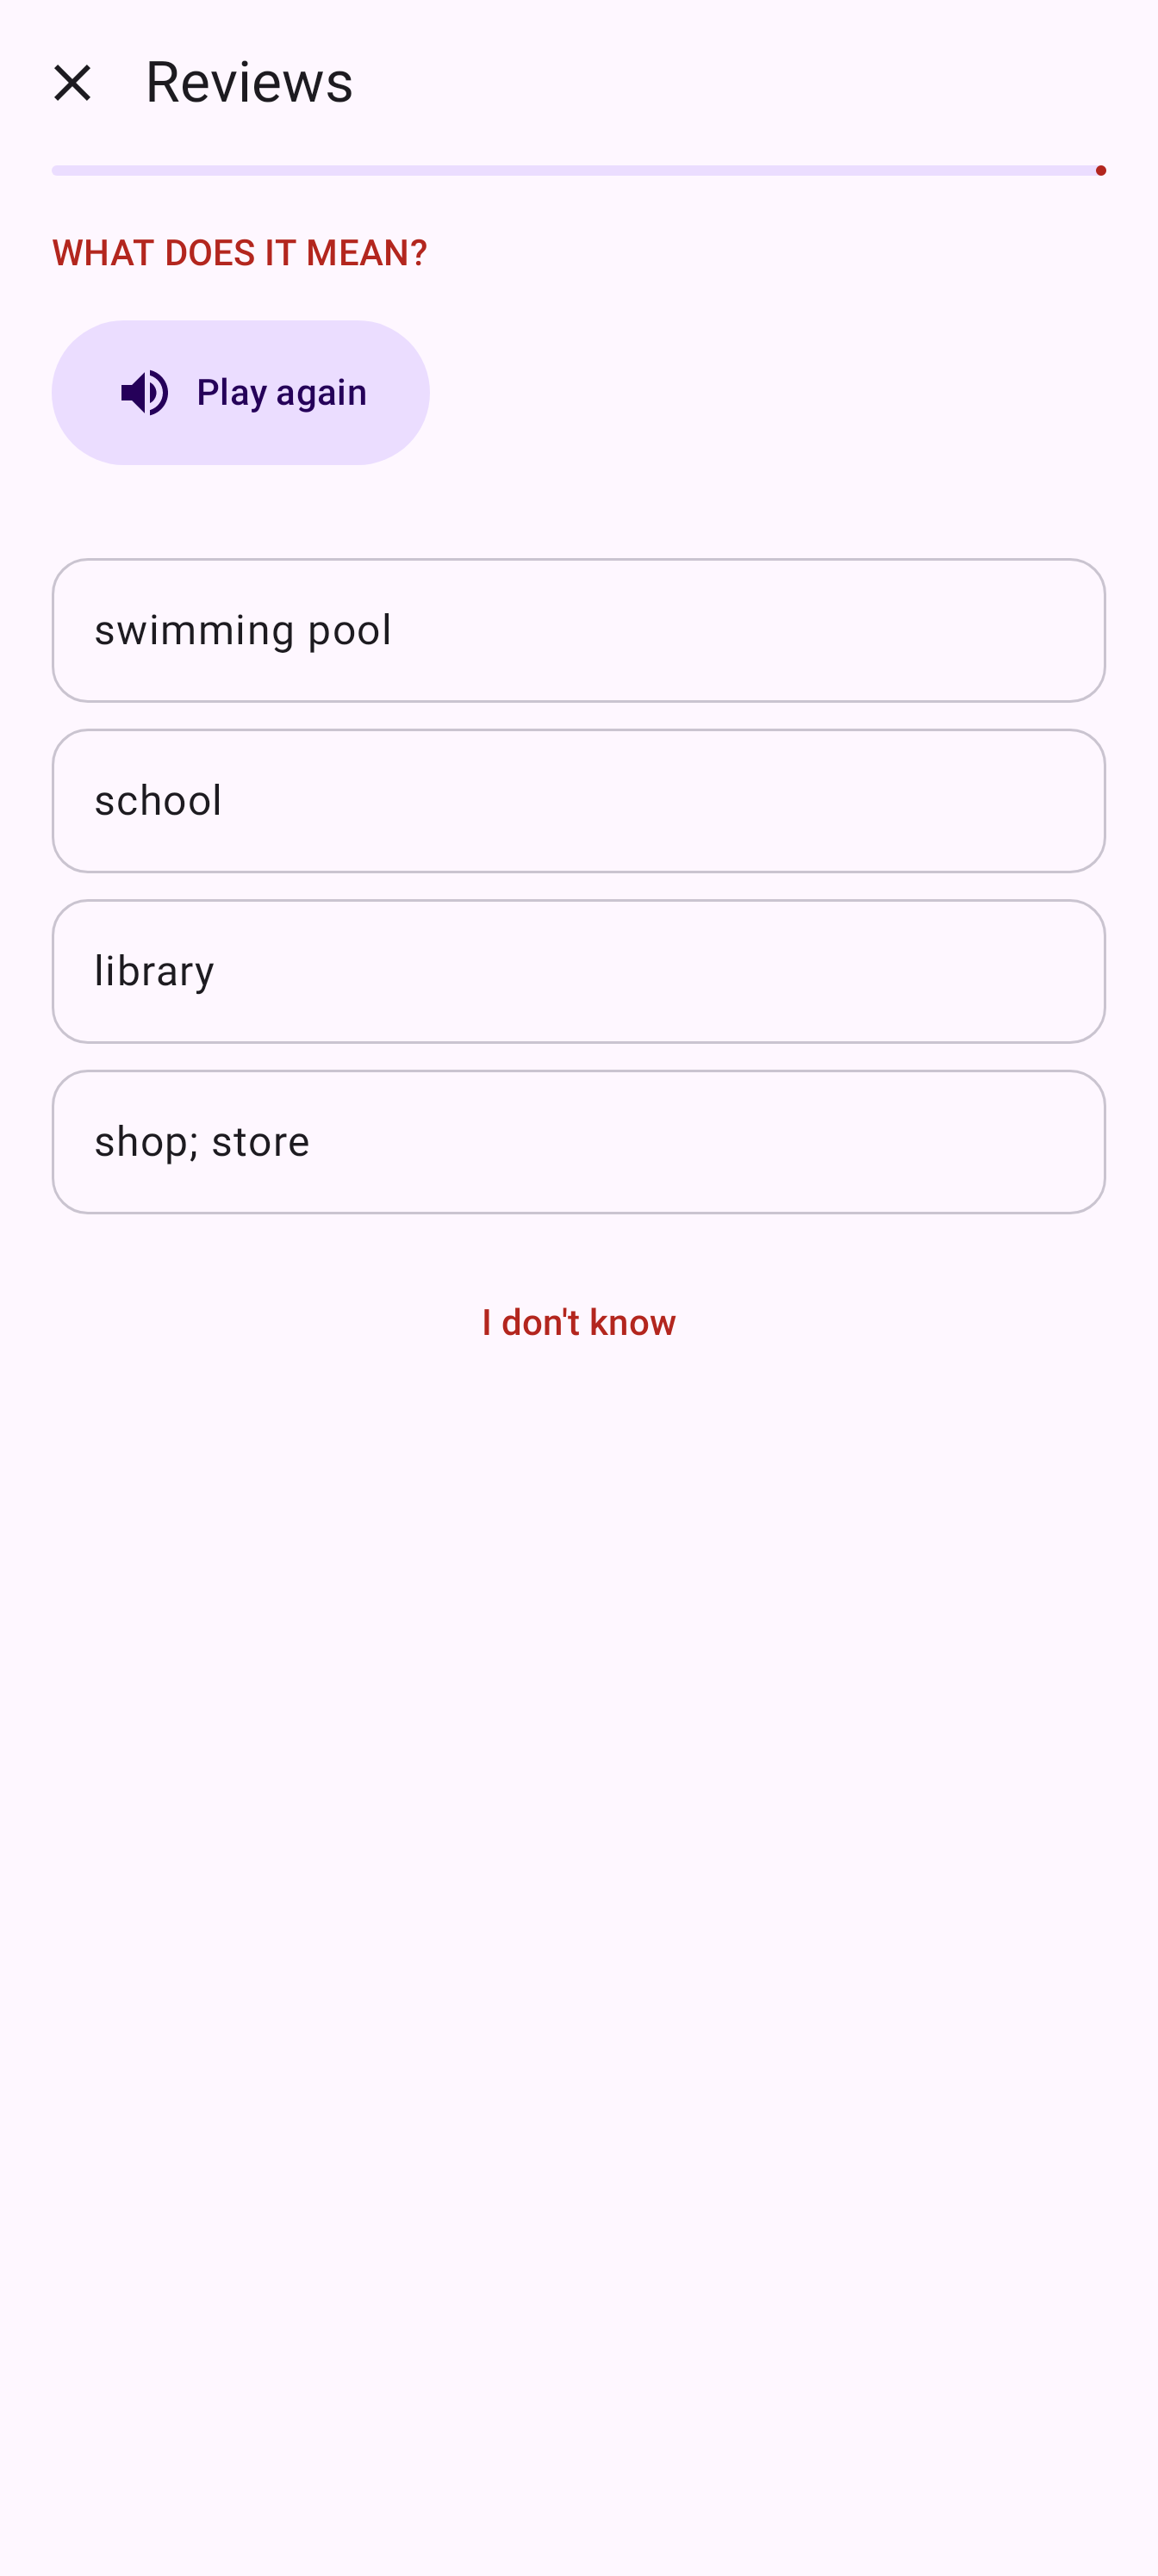 Reviews
WHAT DOES IT MEAN?
Play again
swimming pool
school
library
shop; store
I don't know